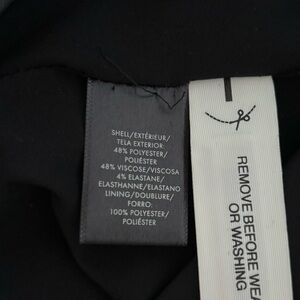 SHELL/EXTÉRIEUR/
TELA EXTERIOR:
48% POLYESTER/
POLIÉSTER
48% VISCOSE/VISCOSA
4% ELASTANE/
ELASTHANNE/ELASTANO
LINING/DOUBLURE/
FORRO:
100% POLYESTER/
POLIÉSTER
REMOVE BEFORE WEA
OR WASHING